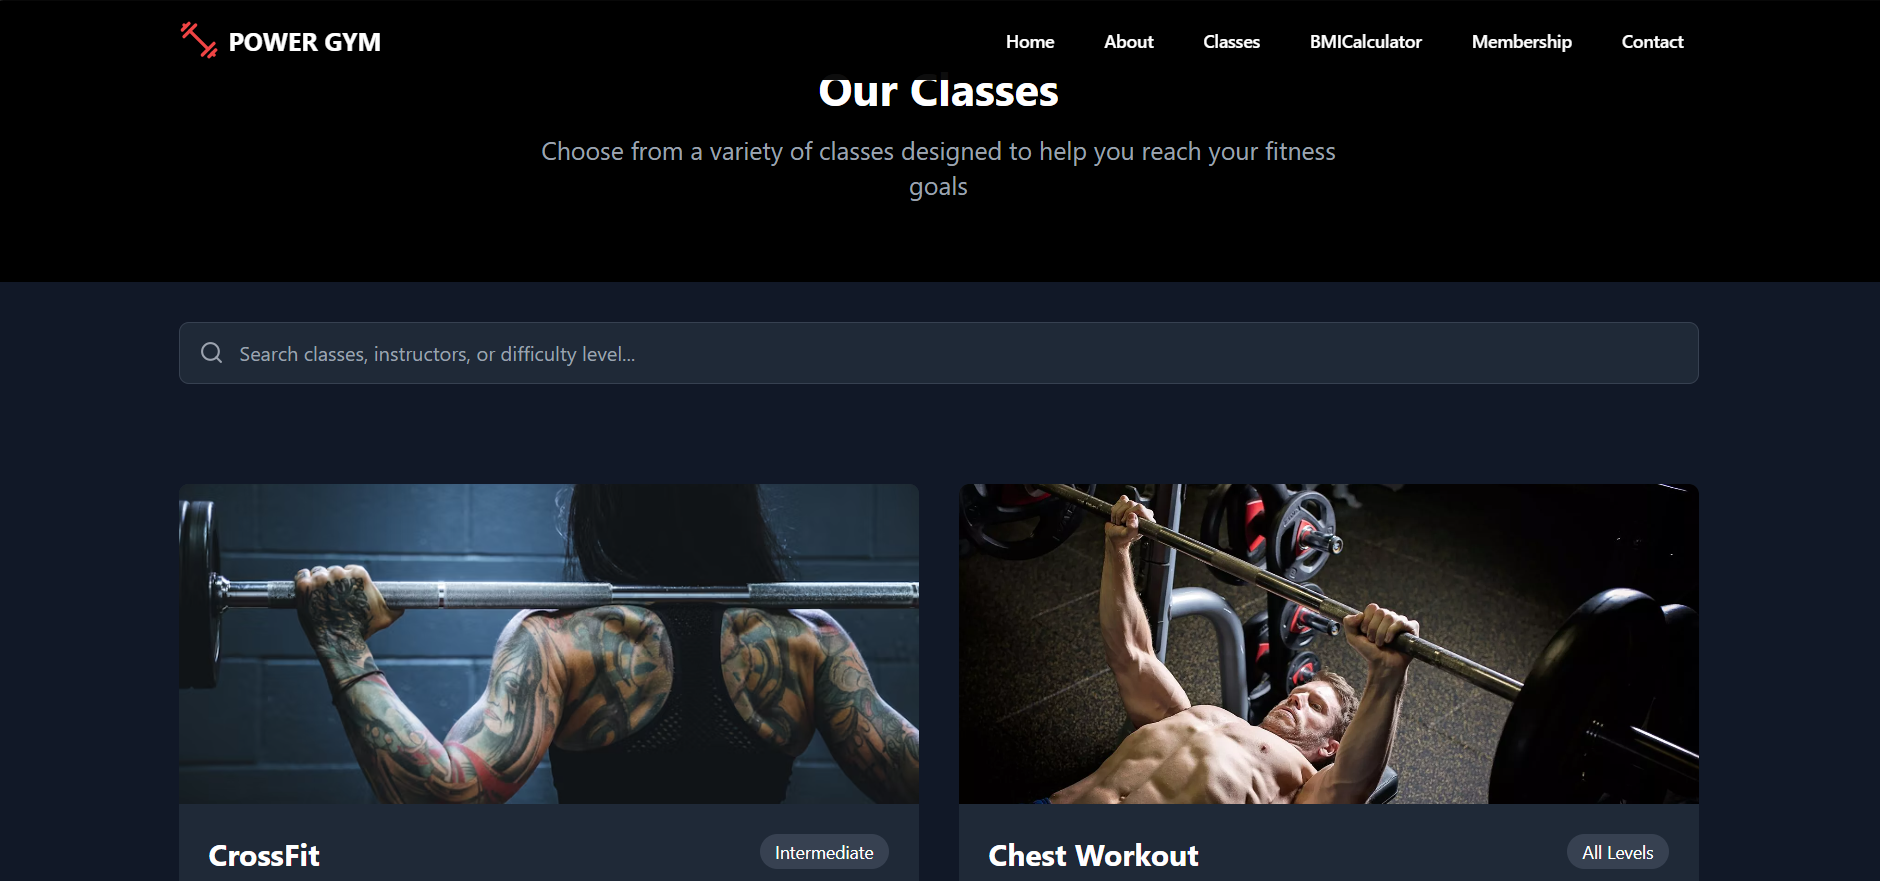 POWER GYM
Home
About
Classes
BMICalculator
Membership
Contact
Our Classes
Choose from a variety of classes designed to help you reach your fitness
goals
Search classes, instructors, or difficulty level...
CrossFit
Intermediate
Chest Workout
All Levels